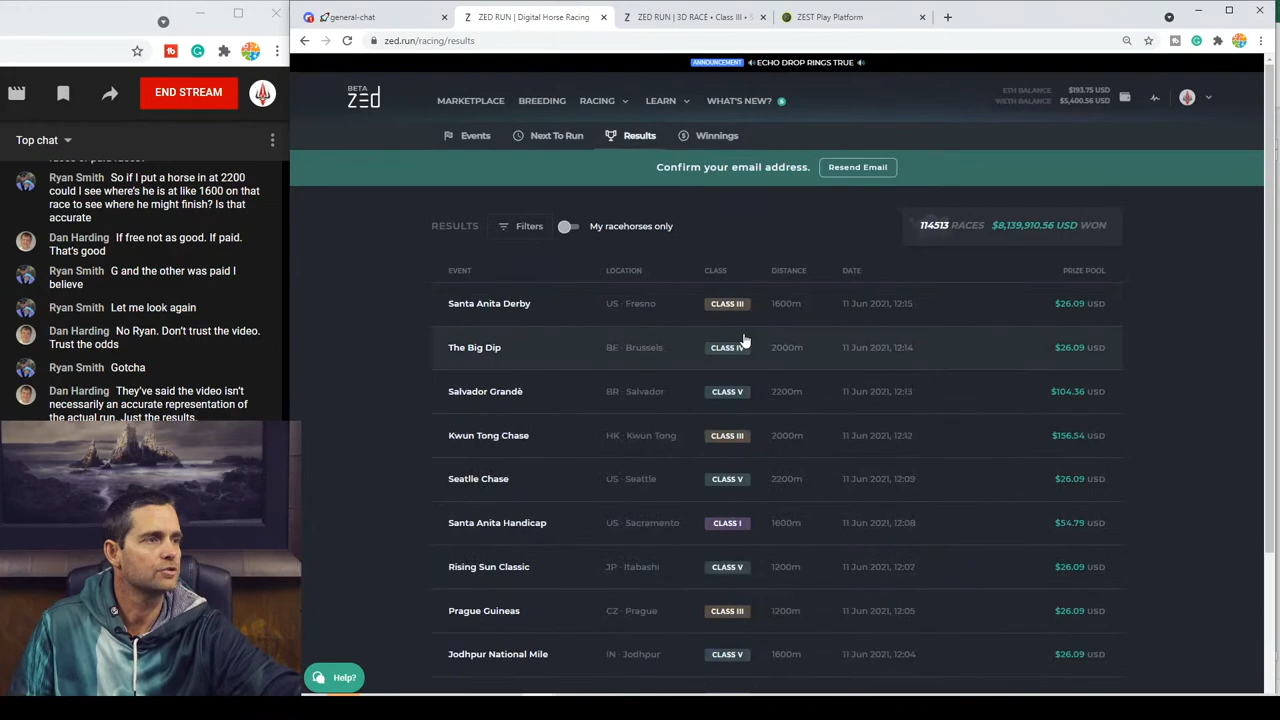 general-chat
ZED RUN | Digital Horse Racing
ZED RUN | 3D RACE • Class III •
ZEST Play Platform
zed.run/racing/results
ANNOUNCEMENT ECHO DROP RINGS TRUE
END STREAM
BETA
zed
MARKETPLACE BREEDING RACING LEARN WHAT'S NEW?
ETH BALANCE $193.75 USD
WETH BALANCE $5,400.56 USD
Events Next To Run Results Winnings
Confirm your email address. Resend Email
Top chat
Ryan Smith So if I put a horse in at 2200
could I see where's he is at like 1600 on that
race to see where he might finish? Is that
accurate
Dan Harding If free not as good. If paid.
That's good
Ryan Smith G and the other was paid I
believe
Ryan Smith Let me look again
Dan Harding No Ryan. Don't trust the video.
Trust the odds
Ryan Smith Gotcha
Dan Harding They've said the video isn't
necessarily an accurate representation of
the actual run. Just the results.
RESULTS Filters My racehorses only 114513 RACES $8,139,910.56 USD WON
EVENT LOCATION CLASS DISTANCE DATE PRIZE POOL
Santa Anita Derby US · Fresno CLASS III 1600m 11 Jun 2021, 12:15 $26.09 USD
The Big Dip BE · Brussels CLASS IV 2000m 11 Jun 2021, 12:14 $26.09 USD
Salvador Grandè BR · Salvador CLASS V 2200m 11 Jun 2021, 12:13 $104.36 USD
Kwun Tong Chase HK · Kwun Tong CLASS III 2000m 11 Jun 2021, 12:12 $156.54 USD
Seatlle Chase US · Seattle CLASS V 2200m 11 Jun 2021, 12:09 $26.09 USD
Santa Anita Handicap US · Sacramento CLASS I 1600m 11 Jun 2021, 12:08 $54.79 USD
Rising Sun Classic JP · Itabashi CLASS V 1200m 11 Jun 2021, 12:07 $26.09 USD
Prague Guineas CZ · Prague CLASS III 1200m 11 Jun 2021, 12:05 $26.09 USD
Jodhpur National Mile IN · Jodhpur CLASS V 1600m 11 Jun 2021, 12:04 $26.09 USD
Help?